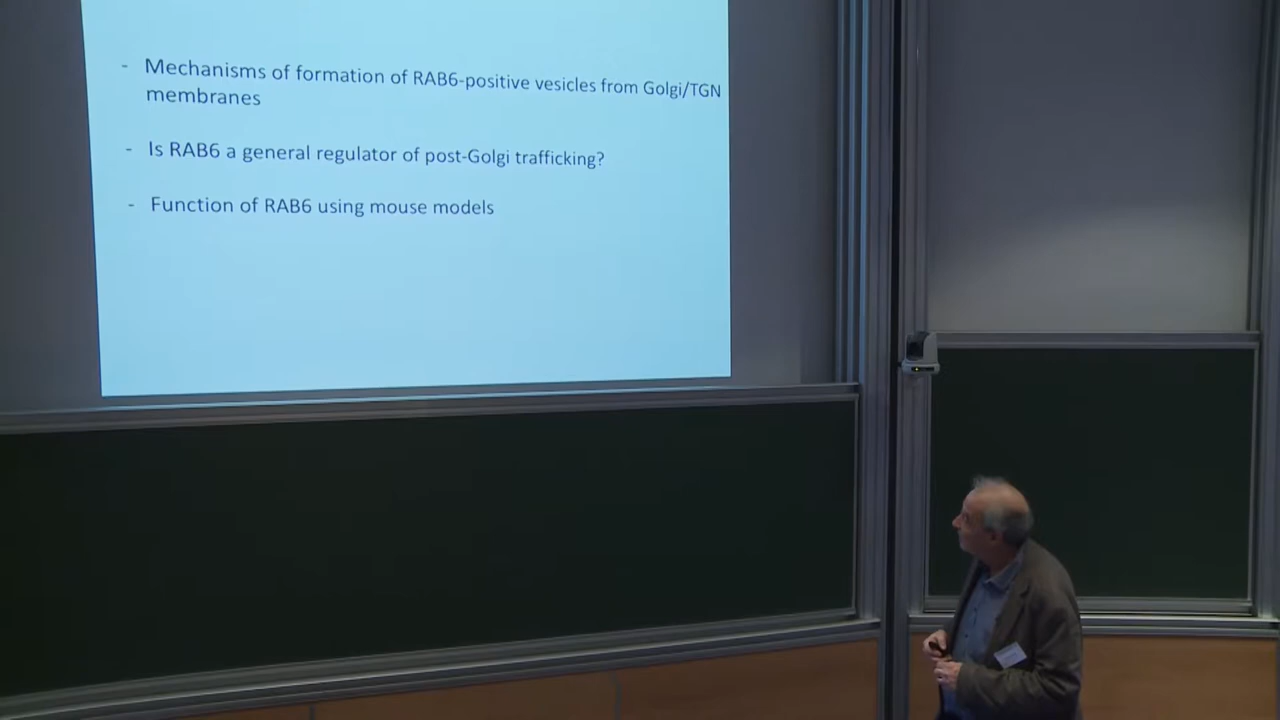 - Mechanisms of formation of RAB6-positive vesicles from Golgi/TGN
membranes
- Is RAB6 a general regulator of post-Golgi trafficking?
- Function of RAB6 using mouse models